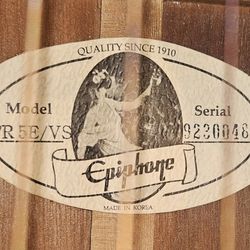 QUALITY SINCE 1910
Model Serial
R5E/VS 9230048
Epiphone
MADE IN KOREA